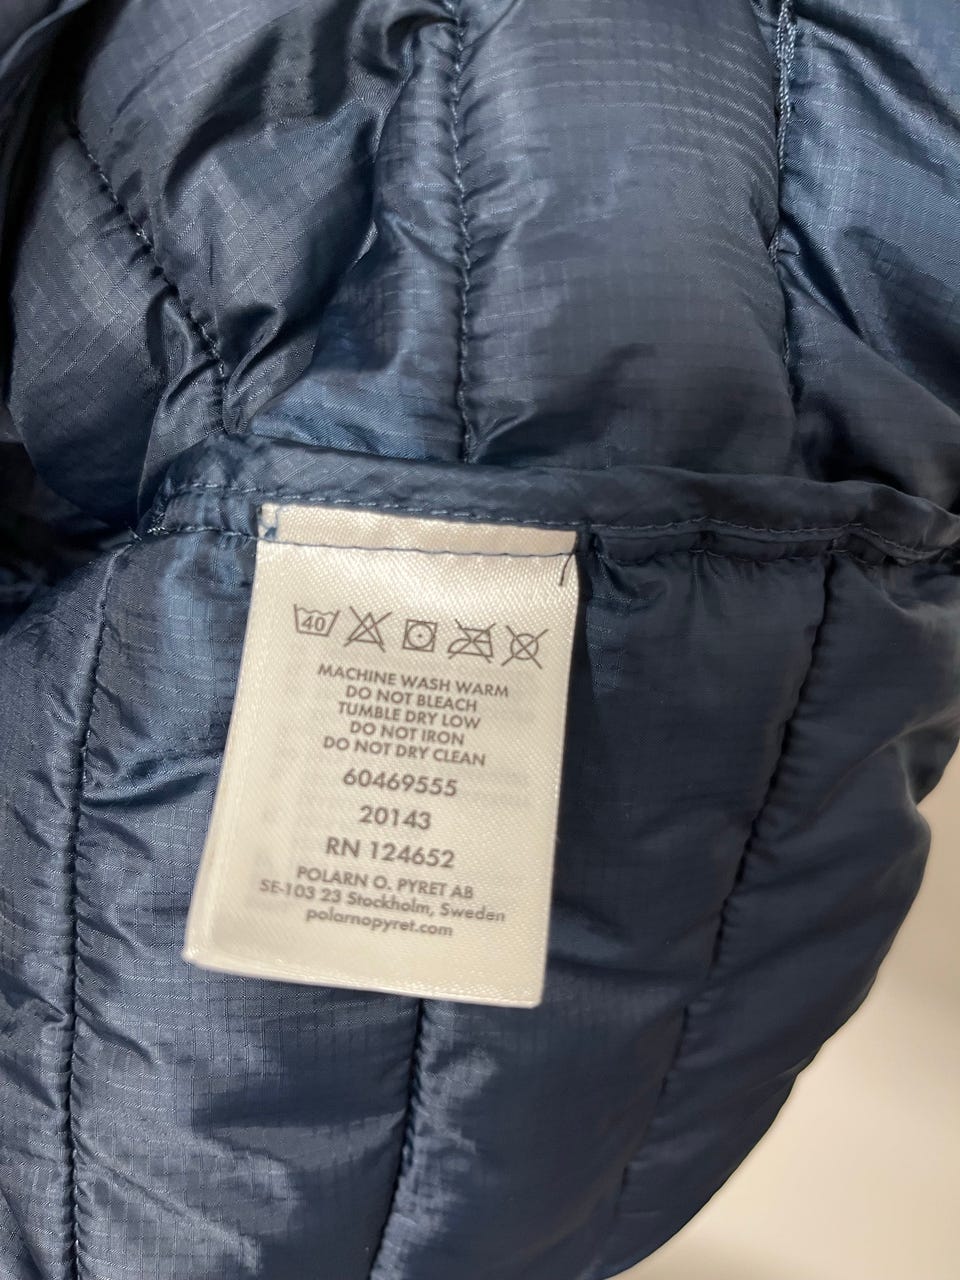 40
MACHINE WASH WARM
DO NOT BLEACH
TUMBLE DRY LOW
DO NOT IRON
DO NOT DRY CLEAN
60469555
20143
RN 124652
POLARN O. PYRET AB
SE-103 23 Stockholm, Sweden
polarnopyret.com